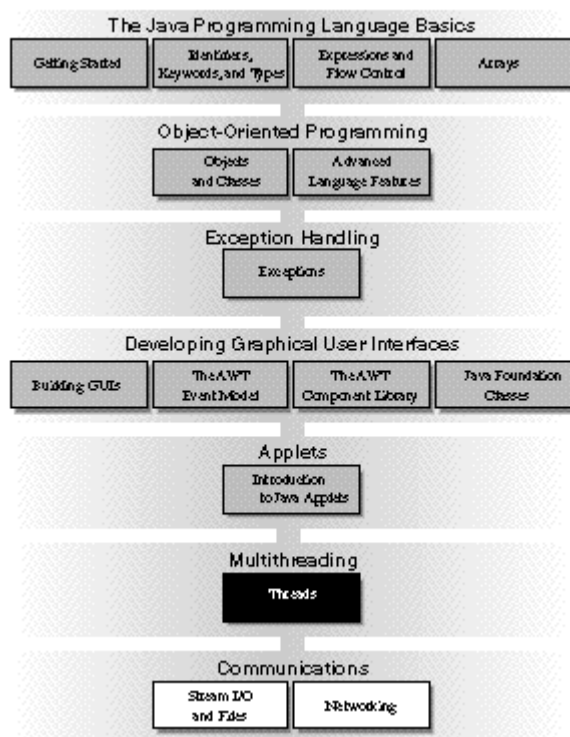 The Java Programming Language Basics
Getting Started
Identifiers,
Keywords, and Types
Expressions and
Flow Control
Arrays
Object-Oriented Programming
Objects
and Classes
Advanced
Language Features
Exception Handling
Exceptions
Developing Graphical User Interfaces
Building GUIs
The AWT
Event Model
The AWT
Component Library
Java Foundation
Classes
Applets
Introduction
to Java Applets
Multithreading
Threads
Communications
Stream I/O
and Files
Networking